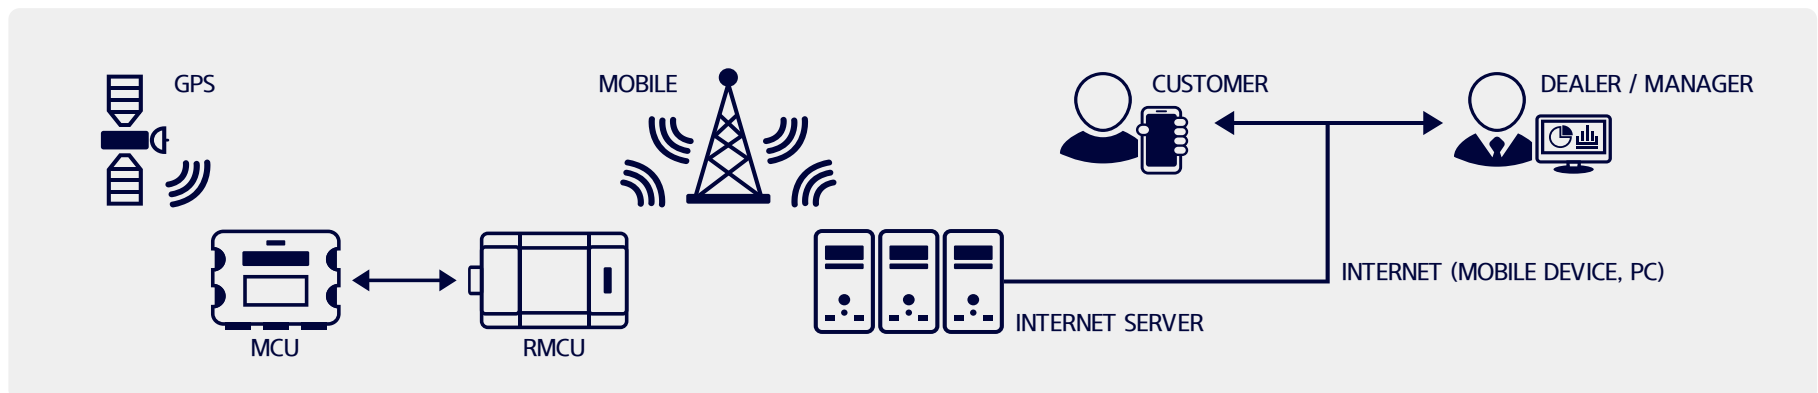 GPS
MOBILE
CUSTOMER
DEALER / MANAGER
INTERNET (MOBILE DEVICE, PC)
INTERNET SERVER
MCU
RMCU